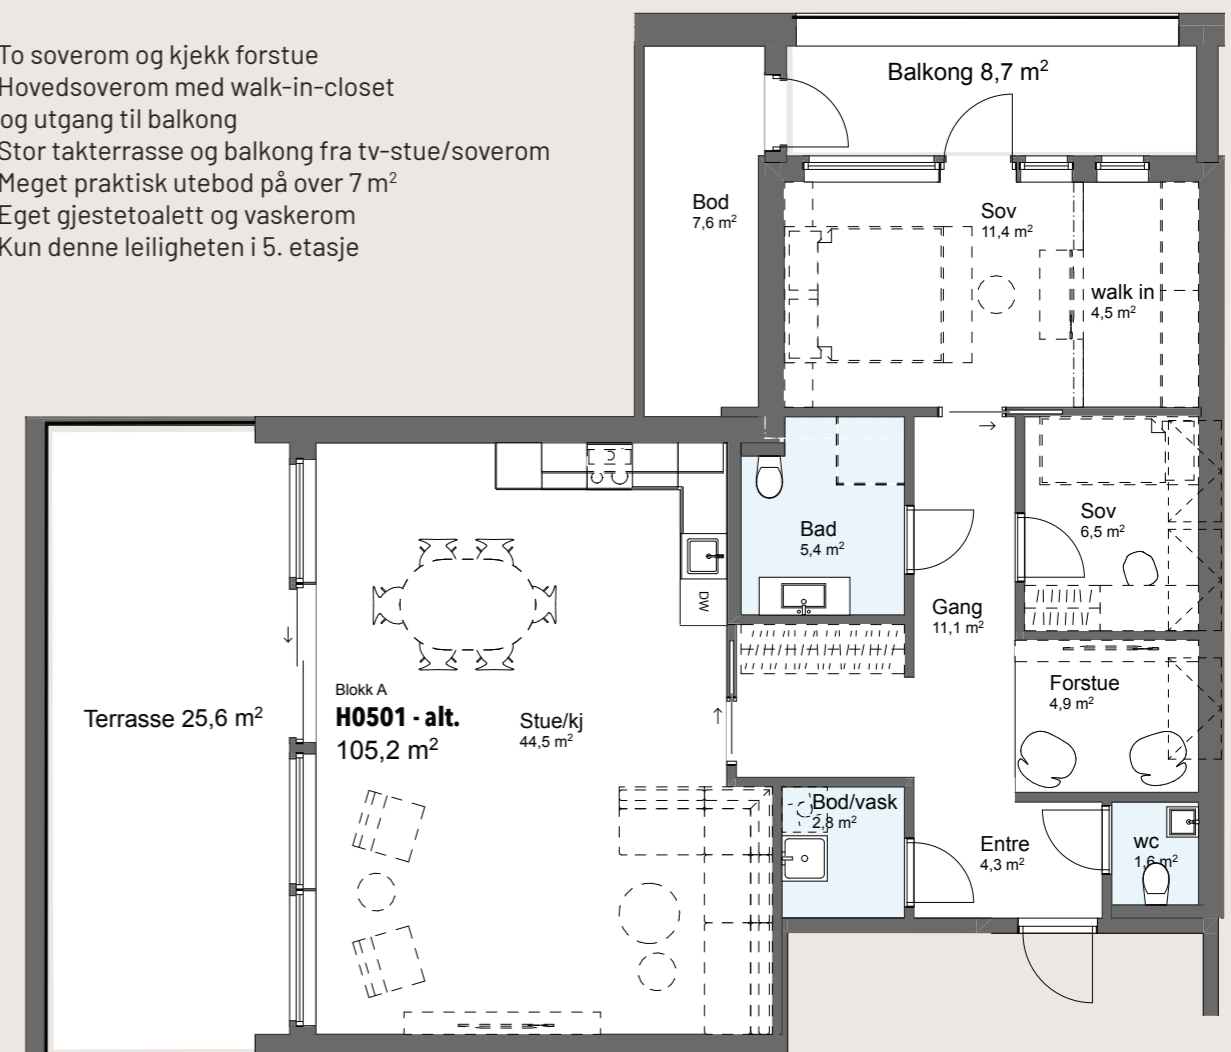 To soverom og kjekk forstue
Hovedsoverom med walk-in-closet
og utgang til balkong
Stor takterrasse og balkong fra tv-stue/soverom
Meget praktisk utebod på over 7 m²
Eget gjestetoalett og vaskerom
Kun denne leiligheten i 5. etasje
Balkong 8,7 m²
Bod
7,6 m²
Sov
11,4 m²
walk in
4,5 m²
Bad
5,4 m²
Sov
6,5 m²
DW
Gang
11,1 m²
Forstue
4,9 m²
Terrasse 25,6 m²
Blokk A
H0501 - alt.
105,2 m²
Stue/kj
44,5 m²
Bod/vask
2,8 m²
Entre
4,3 m²
wc
1,6 m²